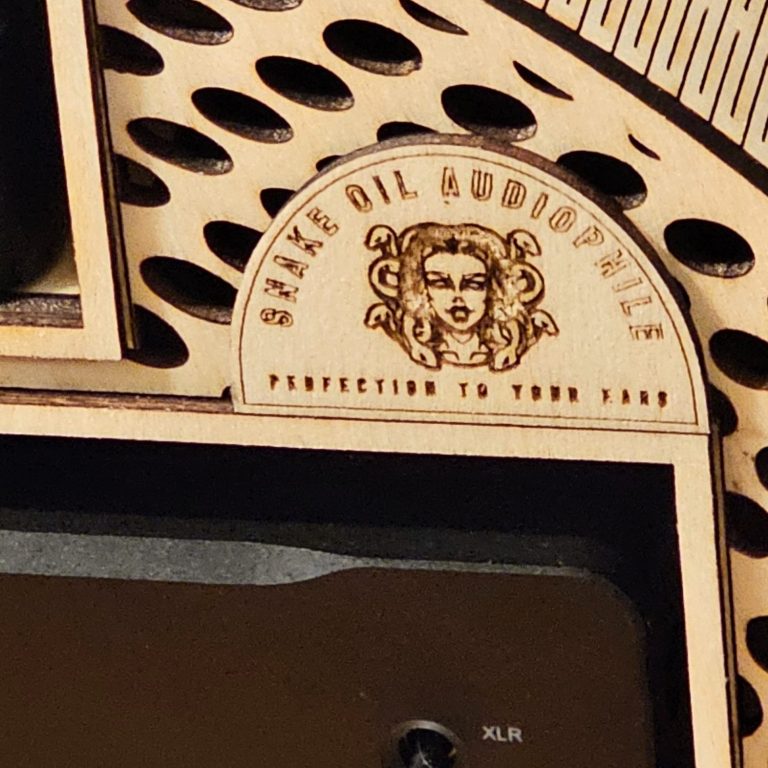 SNAKE OIL AUDIOPHILE
PERFECTION TO YOUR EARS
XLR